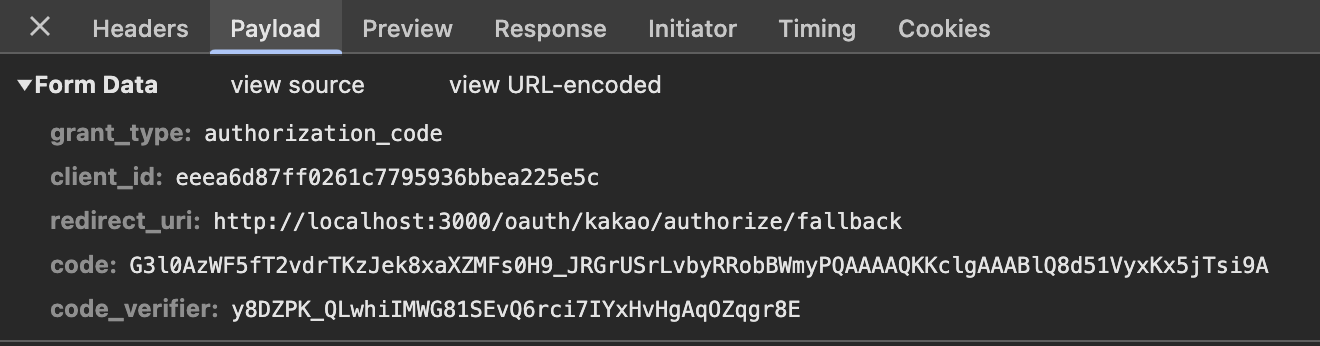 Headers Payload Preview Response Initiator Timing Cookies
Form Data view source view URL-encoded
grant_type: authorization_code
client_id: eeea6d87ff0261c7795936bbea225e5c
redirect_uri: http://localhost:3000/oauth/kakao/authorize/fallback
code: G3l0AzWF5fT2vdrTKzJek8xaXZMFs0H9_JRGrUSrLvbyRRobBWmyPQAAAAQKKclgAAABlQ8d51VyxKx5jTsi9A
code_verifier: y8DZPK_QLwhiIMWG81SEvQ6rci7IYxHvHgAqOZqgr8E